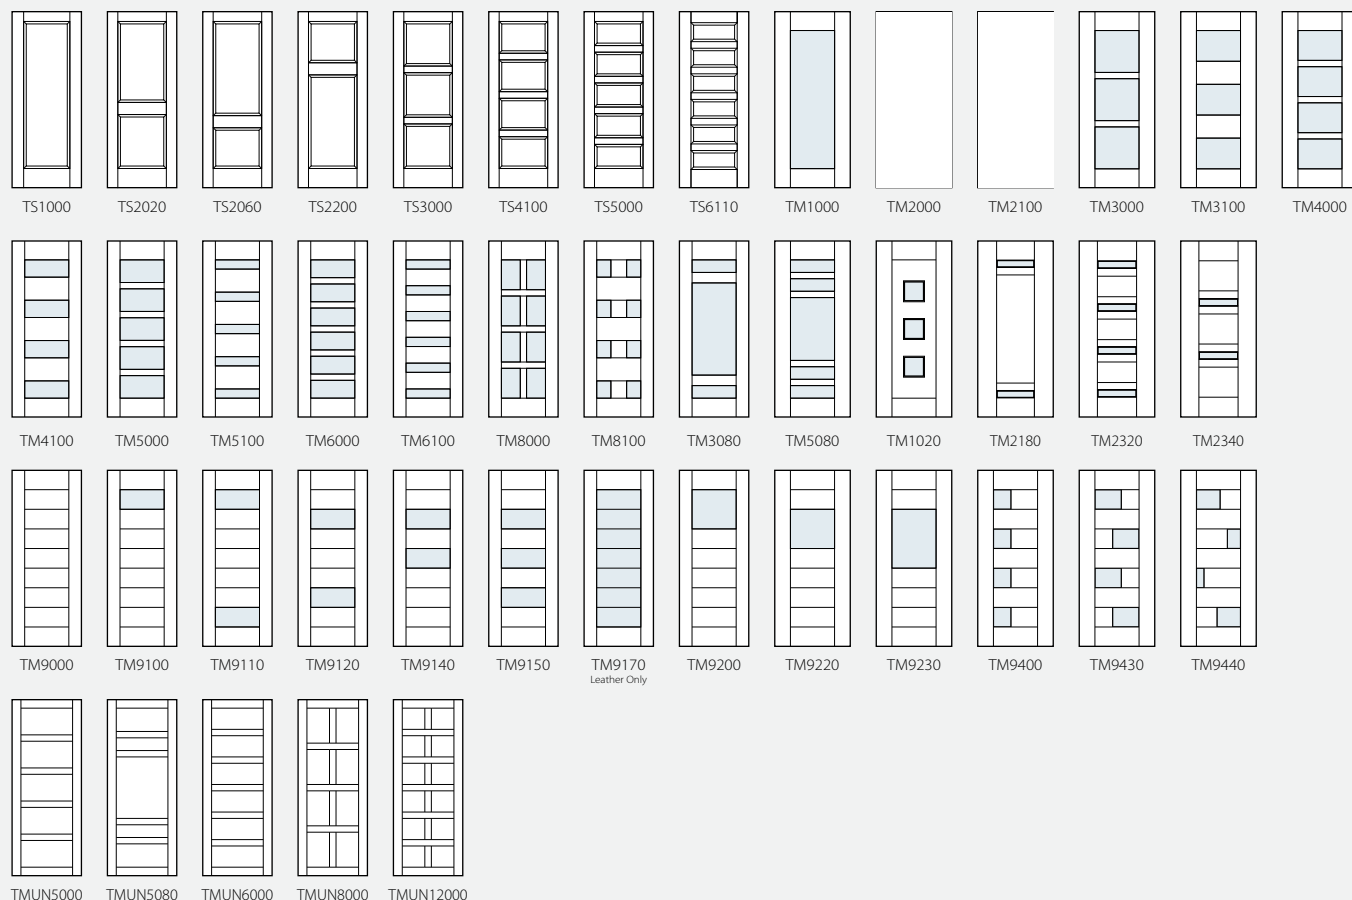 TS1000 TS2020 TS2060 TS2200 TS3000 TS4100 TS5000 TS6110 TM1000 TM2000 TM2100 TM3000 TM3100 TM4000
TM4100 TM5000 TM5100 TM6000 TM6100 TM8000 TM8100 TM3080 TM5080 TM1020 TM2180 TM2320 TM2340
TM9000 TM9100 TM9110 TM9120 TM9140 TM9150 TM9170 TM9200 TM9220 TM9230 TM9400 TM9430 TM9440
Leather Only
TMUN5000 TMUN5080 TMUN6000 TMUN8000 TMUN12000